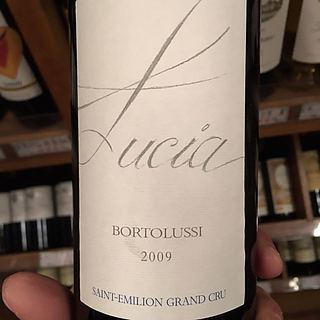 Lucia
BORTOLUSSI
2009
SAINT-EMILION GRAND CRU